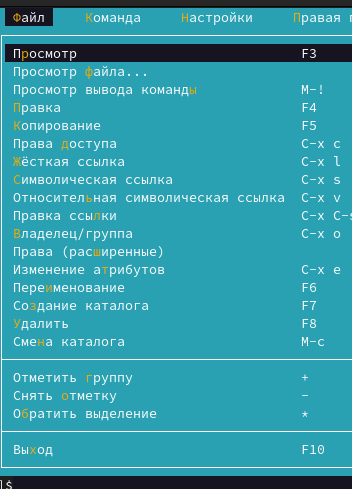 Файл Команда Настройки Правая
Просмотр F3
Просмотр файла...
Просмотр вывода команды M-!
Правка F4
Копирование F5
Права доступа C-x c
Жёсткая ссылка C-x l
Символическая ссылка C-x s
Относительная символическая ссылка C-x v
Правка ссылки C-x C-s
Владелец/группа C-x o
Права (расширенные)
Изменение атрибутов C-x e
Переименование F6
Создание каталога F7
Удалить F8
Смена каталога M-c
Отметить группу +
Снять отметку -
Обратить выделение *
Выход F10
]$